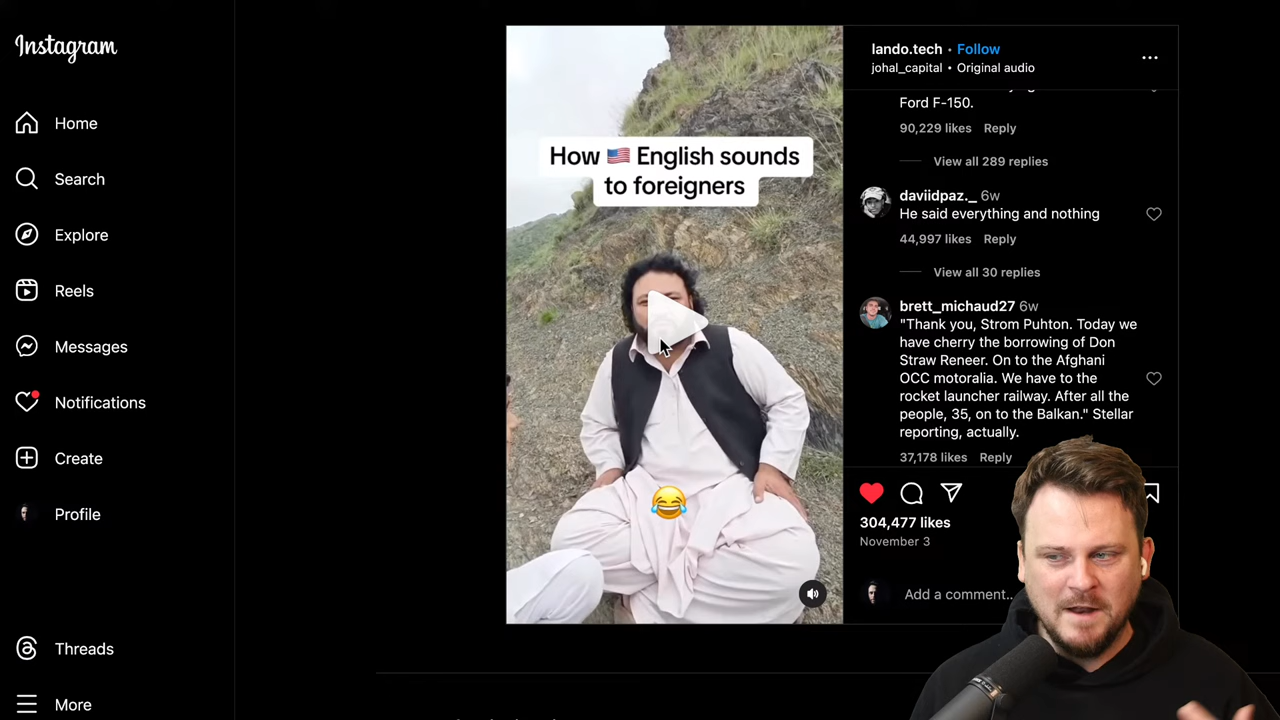 Instagram
Home
Search
Explore
Reels
Messages
Notifications
Create
Profile
Threads
More
How 🇺🇸 English sounds
to foreigners
😂
lando.tech • Follow
johal_capital • Original audio
Ford F-150.
90,229 likes Reply
View all 289 replies
daviidpaz._ 6w
He said everything and nothing
44,997 likes Reply
View all 30 replies
brett_michaud27 6w
"Thank you, Strom Puhton. Today we
have cherry the borrowing of Don
Straw Reneer. On to the Afghani
OCC motoralia. We have to the
rocket launcher railway. After all the
people, 35, on to the Balkan." Stellar
reporting, actually.
37,178 likes Reply
304,477 likes
November 3
Add a comment..